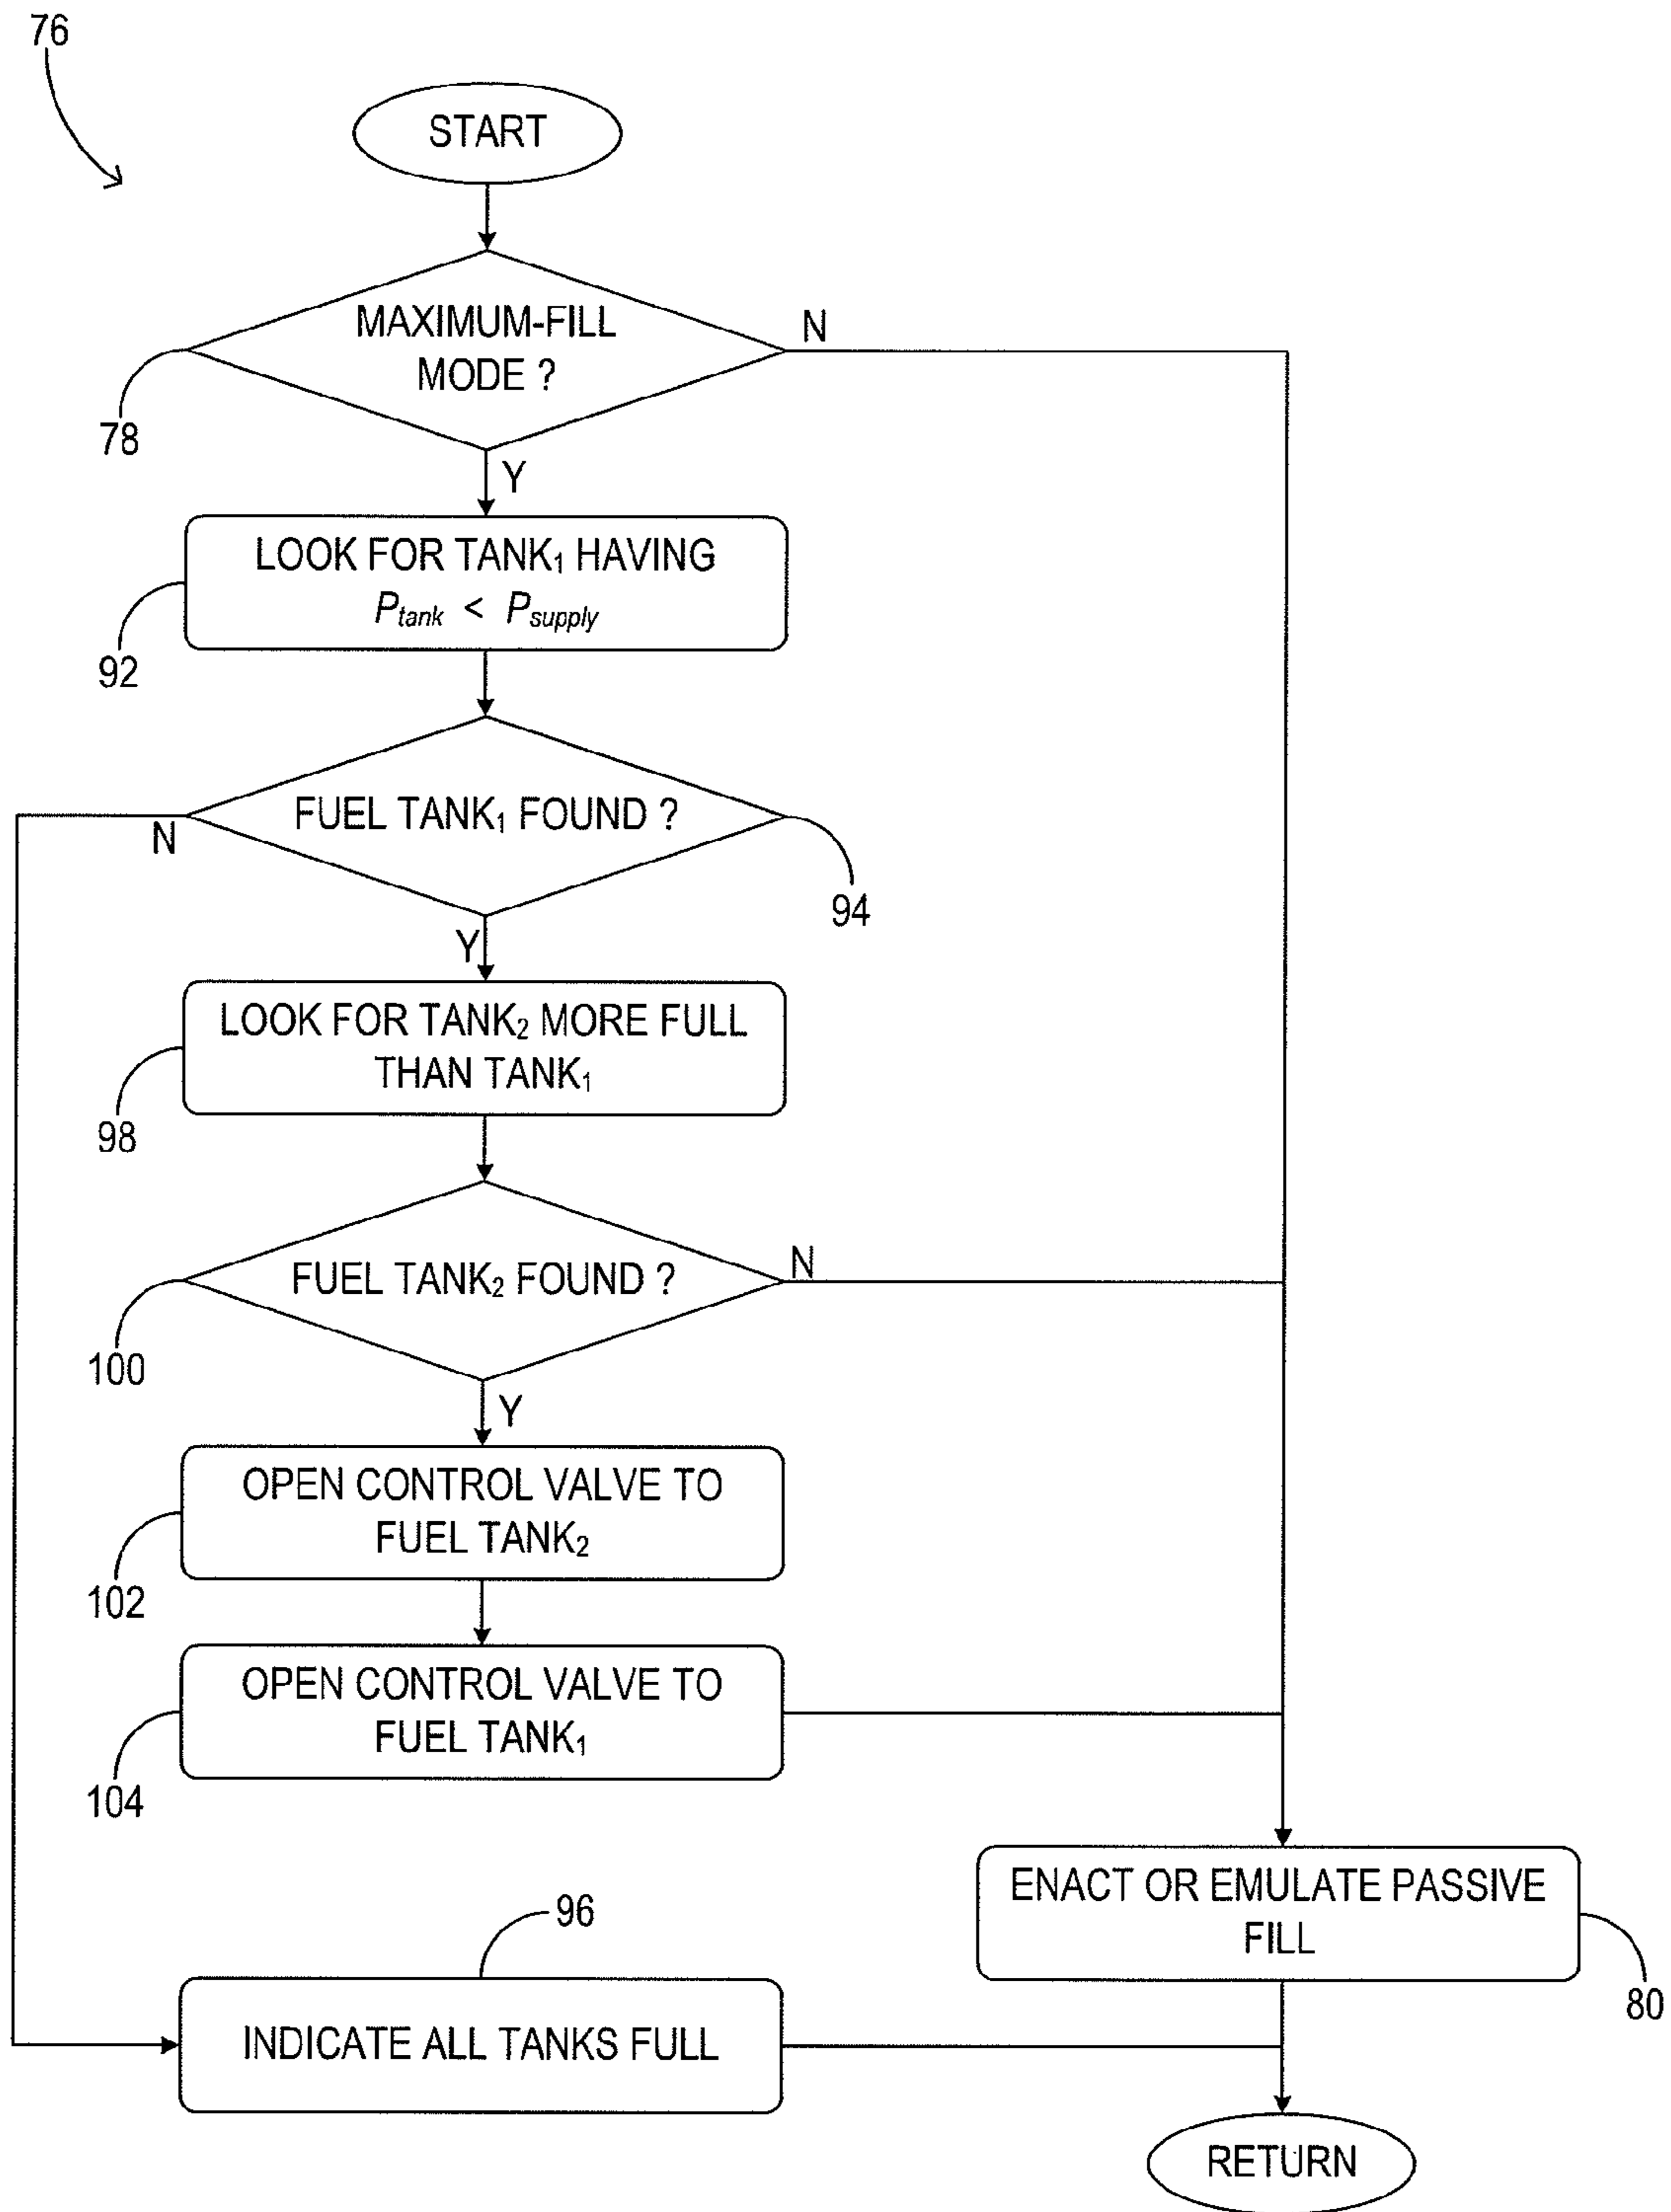 76
START
MAXIMUM-FILL
MODE ?
N
78
Y
LOOK FOR TANK₁ HAVING
P_tank < P_supply
92
FUEL TANK₁ FOUND ?
N
94
Y
LOOK FOR TANK₂ MORE FULL
THAN TANK₁
98
FUEL TANK₂ FOUND ?
N
100
Y
OPEN CONTROL VALVE TO
FUEL TANK₂
102
OPEN CONTROL VALVE TO
FUEL TANK₁
104
ENACT OR EMULATE PASSIVE
FILL
80
96
INDICATE ALL TANKS FULL
RETURN